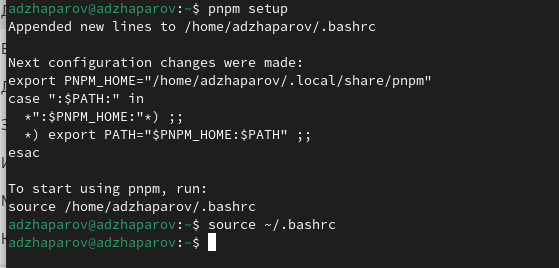 adzhaparov@adzhaparov:~$ pnpm setup
Appended new lines to /home/adzhaparov/.bashrc
Next configuration changes were made:
export PNPM_HOME="/home/adzhaparov/.local/share/pnpm"
case ":$PATH:" in
  *":$PNPM_HOME:"*) ;;
  *) export PATH="$PNPM_HOME:$PATH" ;;
esac
To start using pnpm, run:
source /home/adzhaparov/.bashrc
adzhaparov@adzhaparov:~$ source ~/.bashrc
adzhaparov@adzhaparov:~$